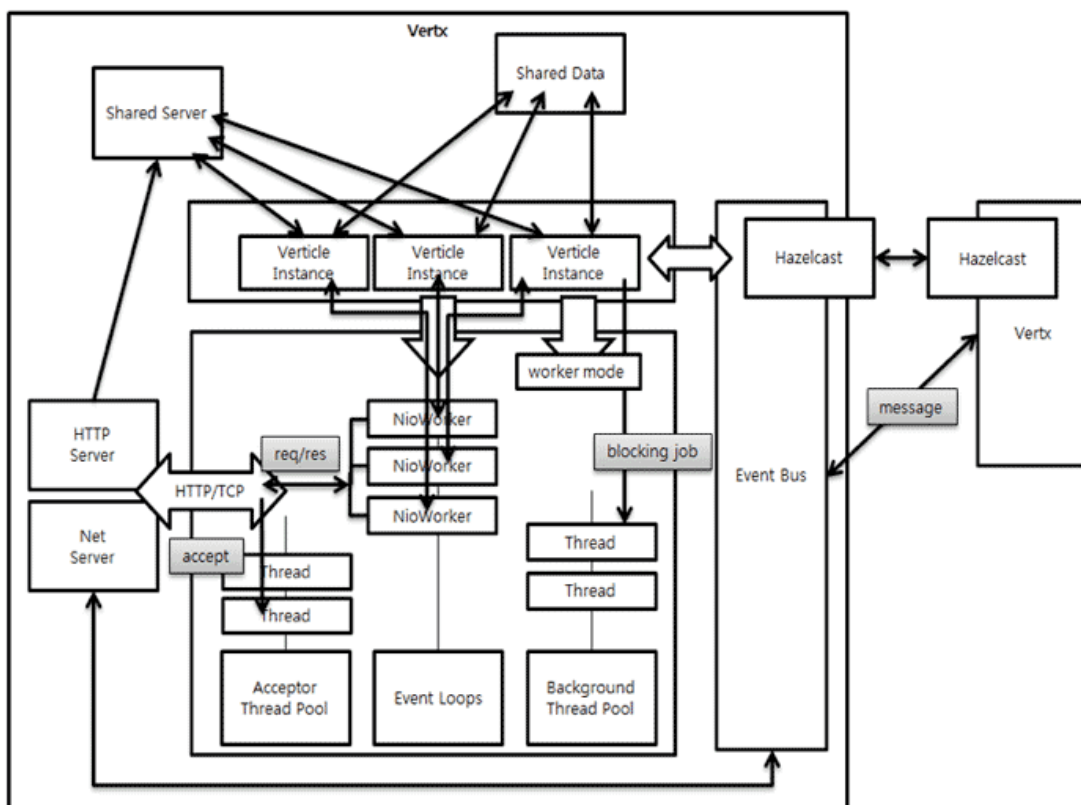 Vertx
Shared Data
Shared Server
Verticle
Instance
Verticle
Instance
Verticle
Instance
Hazelcast
Hazelcast
Vertx
worker mode
message
HTTP
Server
NioWorker
req/res
NioWorker
blocking job
Event Bus
HTTP/TCP
NioWorker
Net
Server
accept
Thread
Thread
Thread
Thread
Acceptor
Thread Pool
Event Loops
Background
Thread Pool